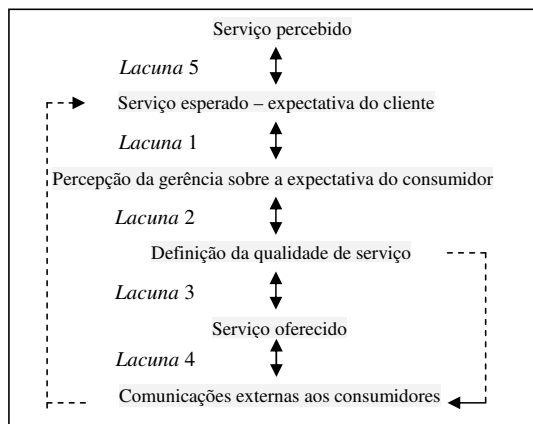 Serviço percebido
Lacuna 5
Serviço esperado – expectativa do cliente
Lacuna 1
Percepção da gerência sobre a expectativa do consumidor
Lacuna 2
Definição da qualidade de serviço
Lacuna 3
Serviço oferecido
Lacuna 4
Comunicações externas aos consumidores